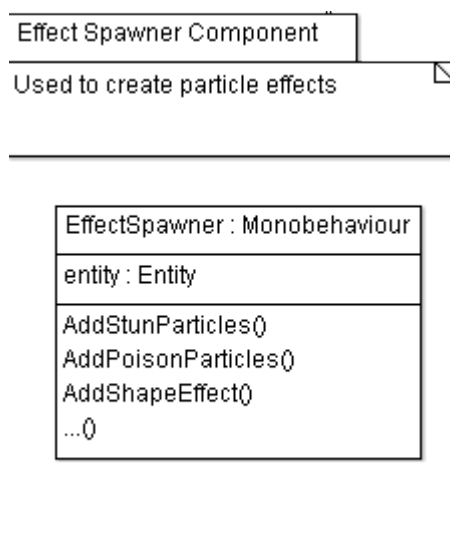 Effect Spawner Component
Used to create particle effects
EffectSpawner : Monobehaviour
entity : Entity
AddStunParticles()
AddPoisonParticles()
AddShapeEffect()
...()